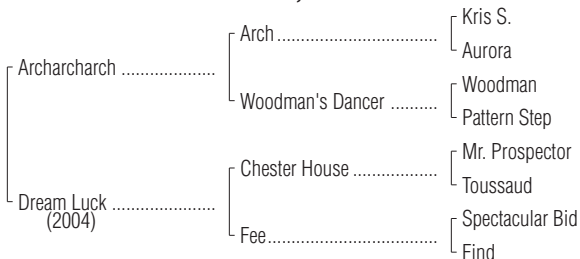 Kris S.
Arch
Aurora
Archarcharch
Woodman
Woodman's Dancer
Pattern Step
Mr. Prospector
Chester House
Toussaud
Dream Luck
(2004)
Spectacular Bid
Fee
Find